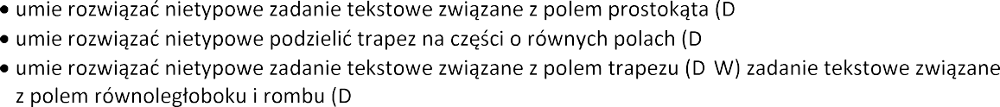 • umie rozwiązać nietypowe zadanie tekstowe związane z polem prostokąta (D
• umie rozwiązać nietypowe podzielić trapez na części o równych polach (D
• umie rozwiązać nietypowe zadanie tekstowe związane z polem trapezu (D W) zadanie tekstowe związane
z polem równoległoboku i rombu (D